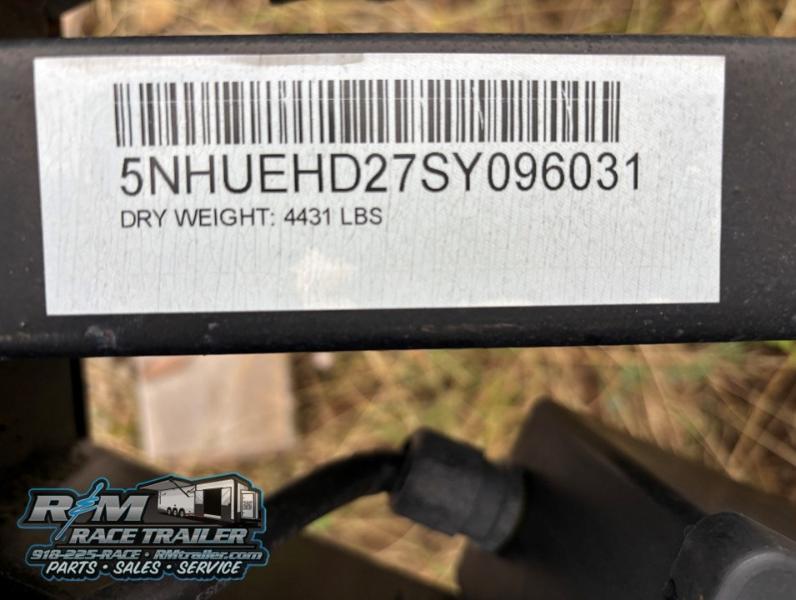 5NHUEHD27SY096031
DRY WEIGHT: 4431 LBS
R&M
RACE TRAILER
918-225-RACE • RMtrailer.com
PARTS • SALES • SERVICE